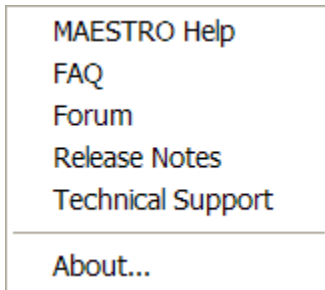 MAESTRO Help
FAQ
Forum
Release Notes
Technical Support
About...